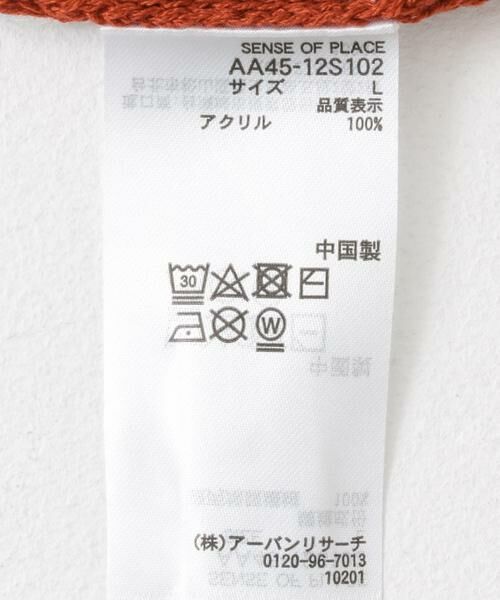 SENSE OF PLACE
AA45-12S102
サイズ L
品質表示
アクリル 100%
中国製
30
W
(株)アーバンリサーチ
0120-96-7013
10201